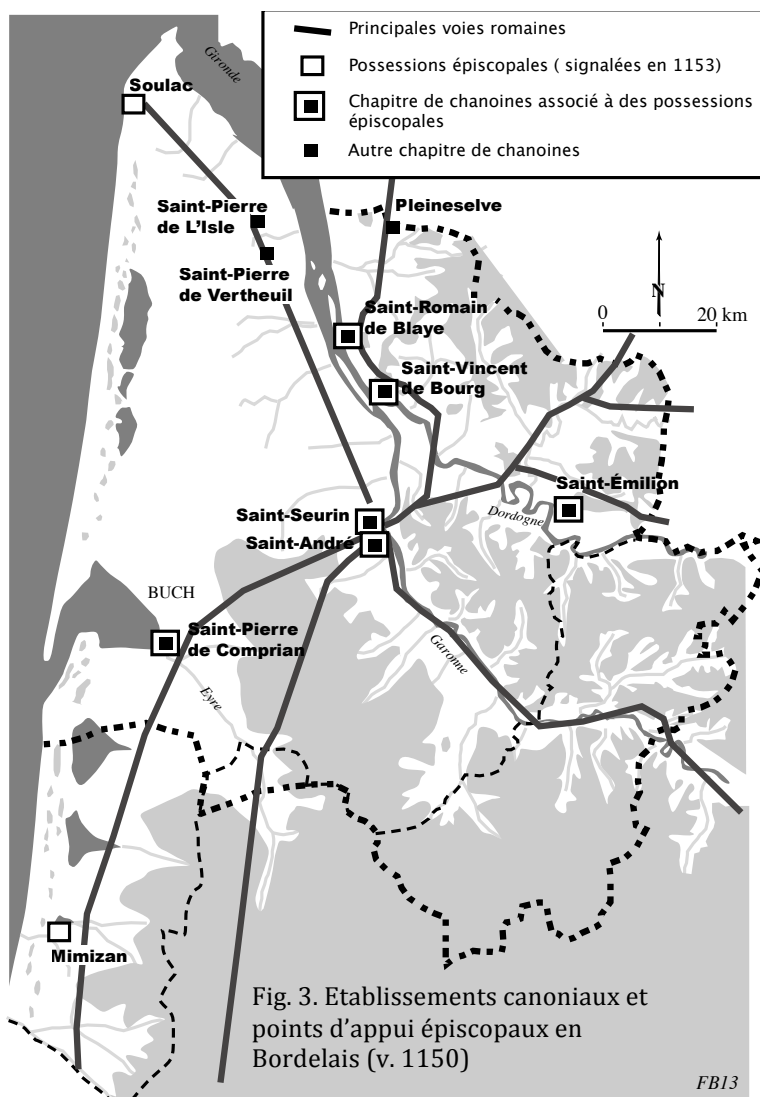 Principales voies romaines
Possessions épiscopales ( signalées en 1153)
Chapitre de chanoines associé à des possessions
épiscopales
Autre chapitre de chanoines
Gironde
Soulac
Saint-Pierre
de L'Isle
Pleineselve
Saint-Pierre
de Vertheuil
N
0 20 km
Saint-Romain
de Blaye
Saint-Vincent
de Bourg
Saint-Émilion
Dordogne
Saint-Seurin
Saint-André
BUCH
Saint-Pierre
de Comprian
Garonne
Eyre
Mimizan
Fig. 3. Etablissements canoniaux et
points d'appui épiscopaux en
Bordelais (v. 1150)
FB13